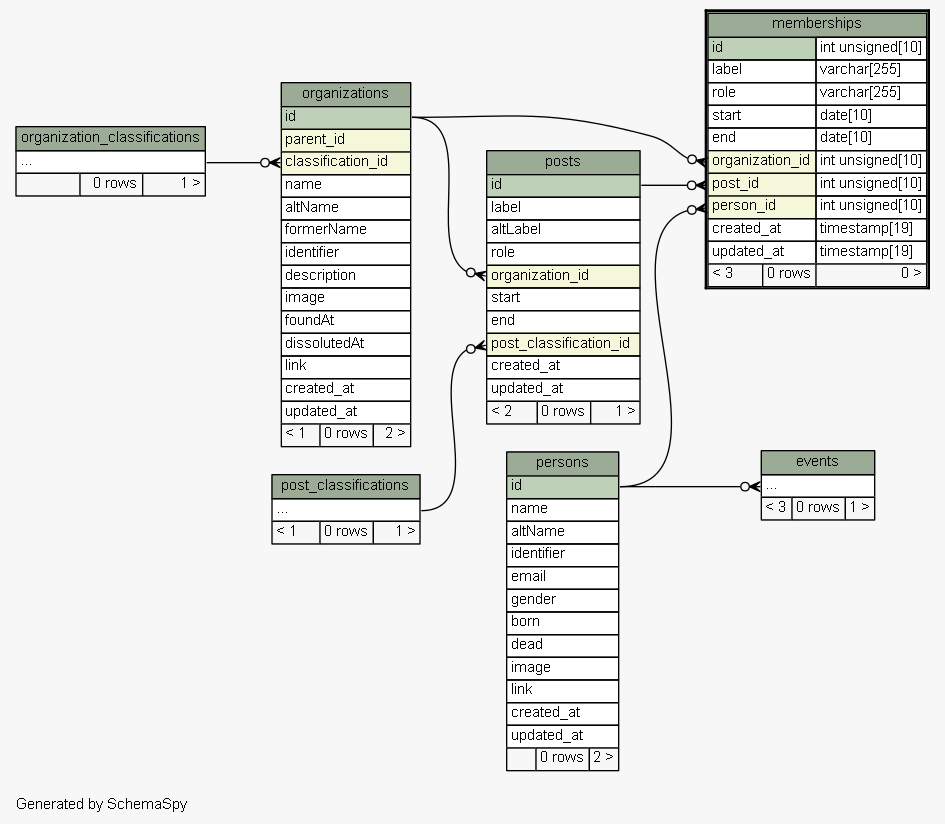 memberships
id int unsigned[10]
label varchar[255]
role varchar[255]
start date[10]
end date[10]
organization_id int unsigned[10]
post_id int unsigned[10]
person_id int unsigned[10]
created_at timestamp[19]
updated_at timestamp[19]
< 3 0 rows 0 >
organizations
id
parent_id
classification_id
name
altName
formerName
identifier
description
image
foundAt
dissolutedAt
link
created_at
updated_at
< 1 0 rows 2 >
organization_classifications
...
0 rows 1 >
posts
id
label
altLabel
role
organization_id
start
end
post_classification_id
created_at
updated_at
< 2 0 rows 1 >
post_classifications
...
< 1 0 rows 1 >
persons
id
name
altName
identifier
email
gender
born
dead
image
link
created_at
updated_at
0 rows 2 >
events
...
< 3 0 rows 1 >
Generated by SchemaSpy